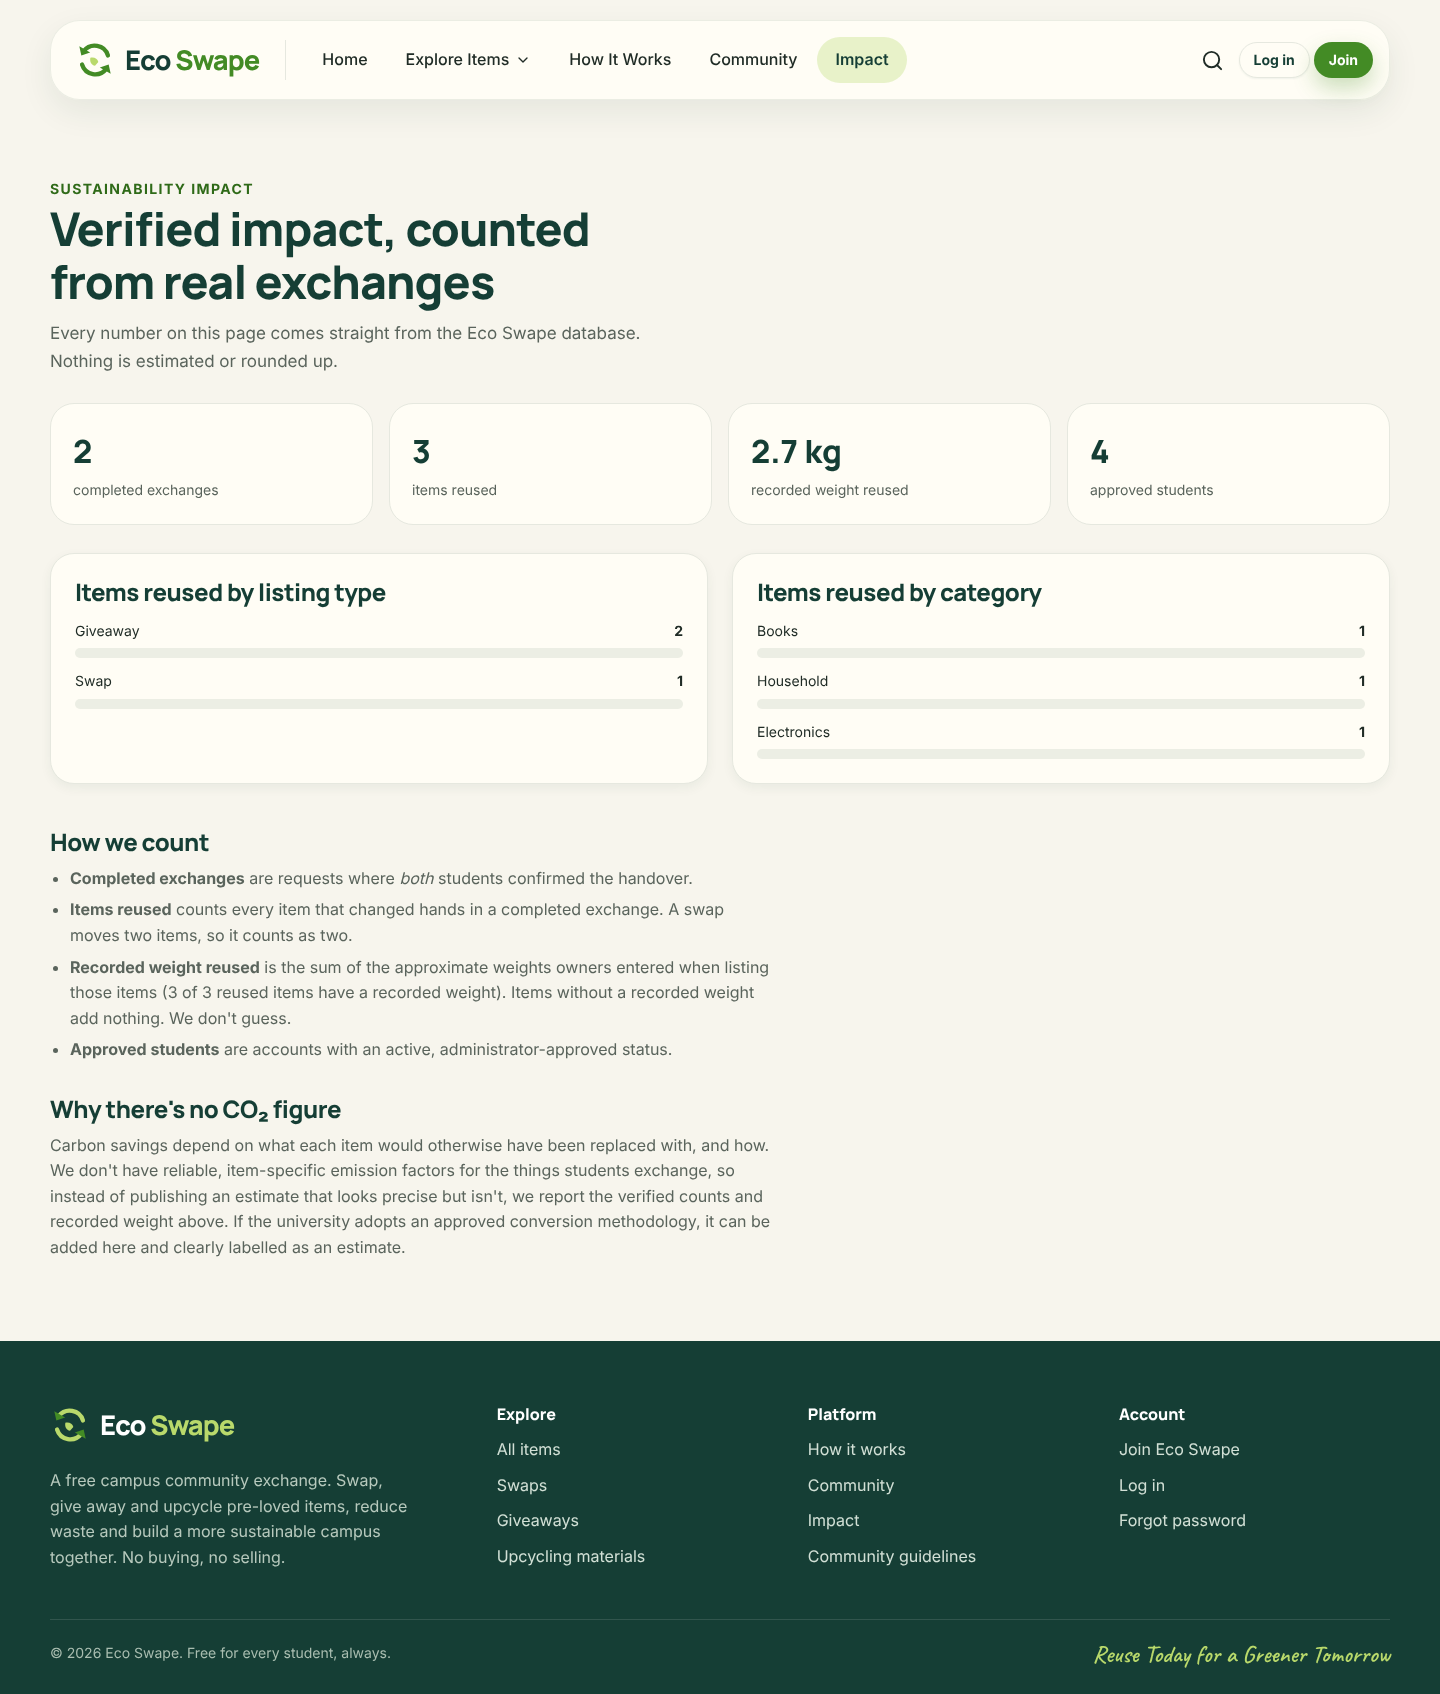 Eco Swape
Home
Explore Items
How It Works
Community
Impact
Log in
Join
SUSTAINABILITY IMPACT
Verified impact, counted
from real exchanges
Every number on this page comes straight from the Eco Swape database.
Nothing is estimated or rounded up.
2
completed exchanges
3
items reused
2.7 kg
recorded weight reused
4
approved students
Items reused by listing type
Giveaway 2
Swap 1
Items reused by category
Books 1
Household 1
Electronics 1
How we count
• Completed exchanges are requests where both students confirmed the handover.
• Items reused counts every item that changed hands in a completed exchange. A swap
moves two items, so it counts as two.
• Recorded weight reused is the sum of the approximate weights owners entered when listing
those items (3 of 3 reused items have a recorded weight). Items without a recorded weight
add nothing. We don't guess.
• Approved students are accounts with an active, administrator-approved status.
Why there's no CO₂ figure
Carbon savings depend on what each item would otherwise have been replaced with, and how.
We don't have reliable, item-specific emission factors for the things students exchange, so
instead of publishing an estimate that looks precise but isn't, we report the verified counts and
recorded weight above. If the university adopts an approved conversion methodology, it can be
added here and clearly labelled as an estimate.
Eco Swape
A free campus community exchange. Swap,
give away and upcycle pre-loved items, reduce
waste and build a more sustainable campus
together. No buying, no selling.
Explore
All items
Swaps
Giveaways
Upcycling materials
Platform
How it works
Community
Impact
Community guidelines
Account
Join Eco Swape
Log in
Forgot password
© 2026 Eco Swape. Free for every student, always.
Reuse Today for a Greener Tomorrow